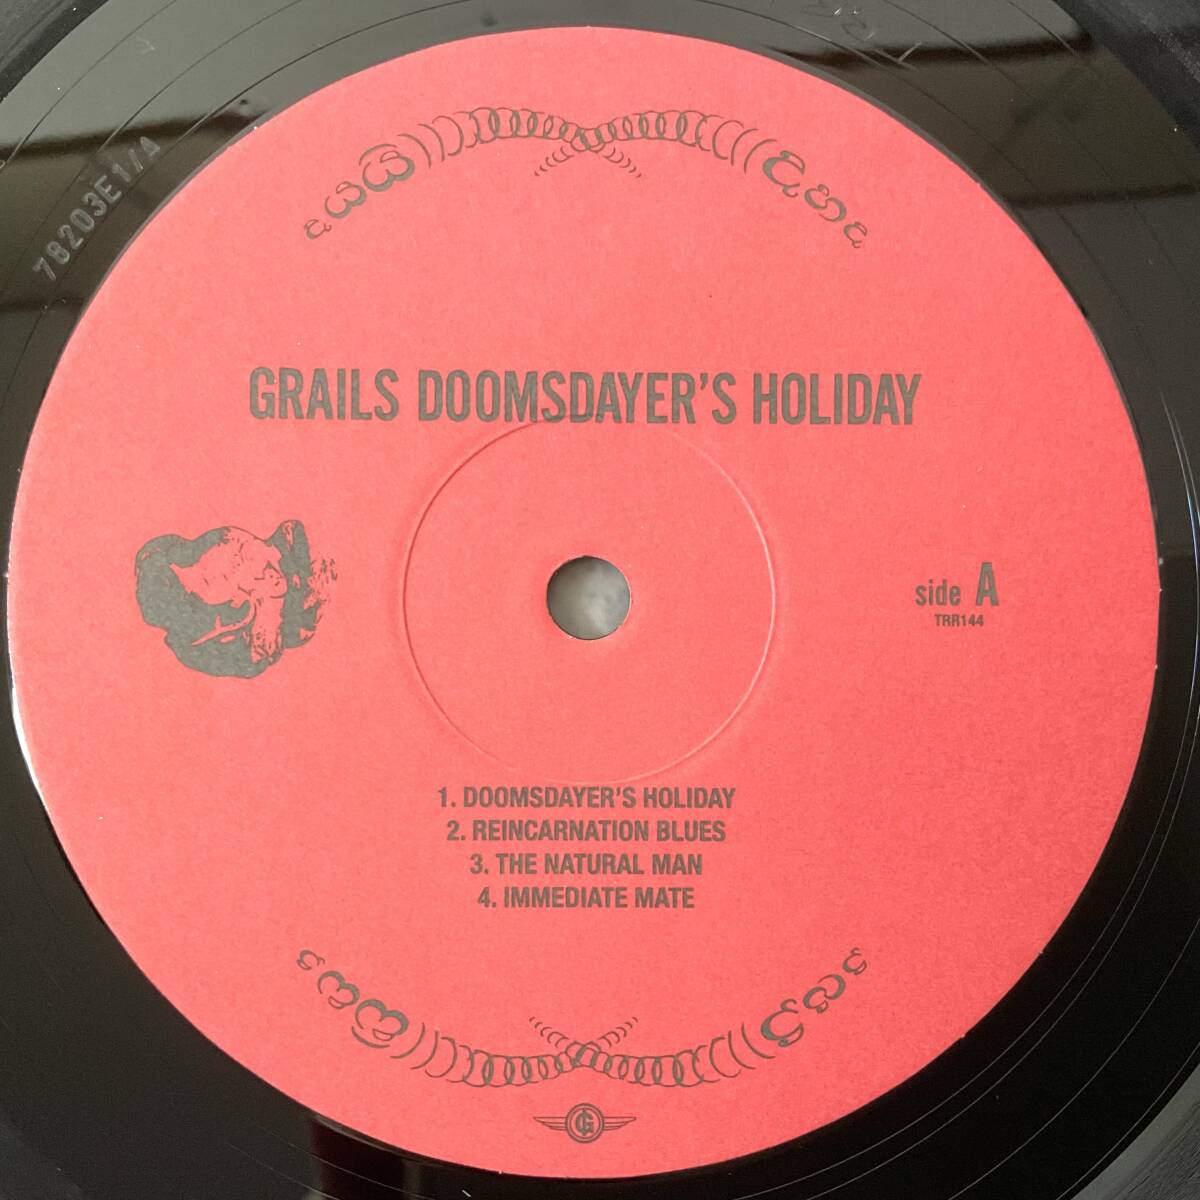 78203E1/A
GRAILS DOOMSDAYER'S HOLIDAY
side A
TRR144
1. DOOMSDAYER'S HOLIDAY
2. REINCARNATION BLUES
3. THE NATURAL MAN
4. IMMEDIATE MATE